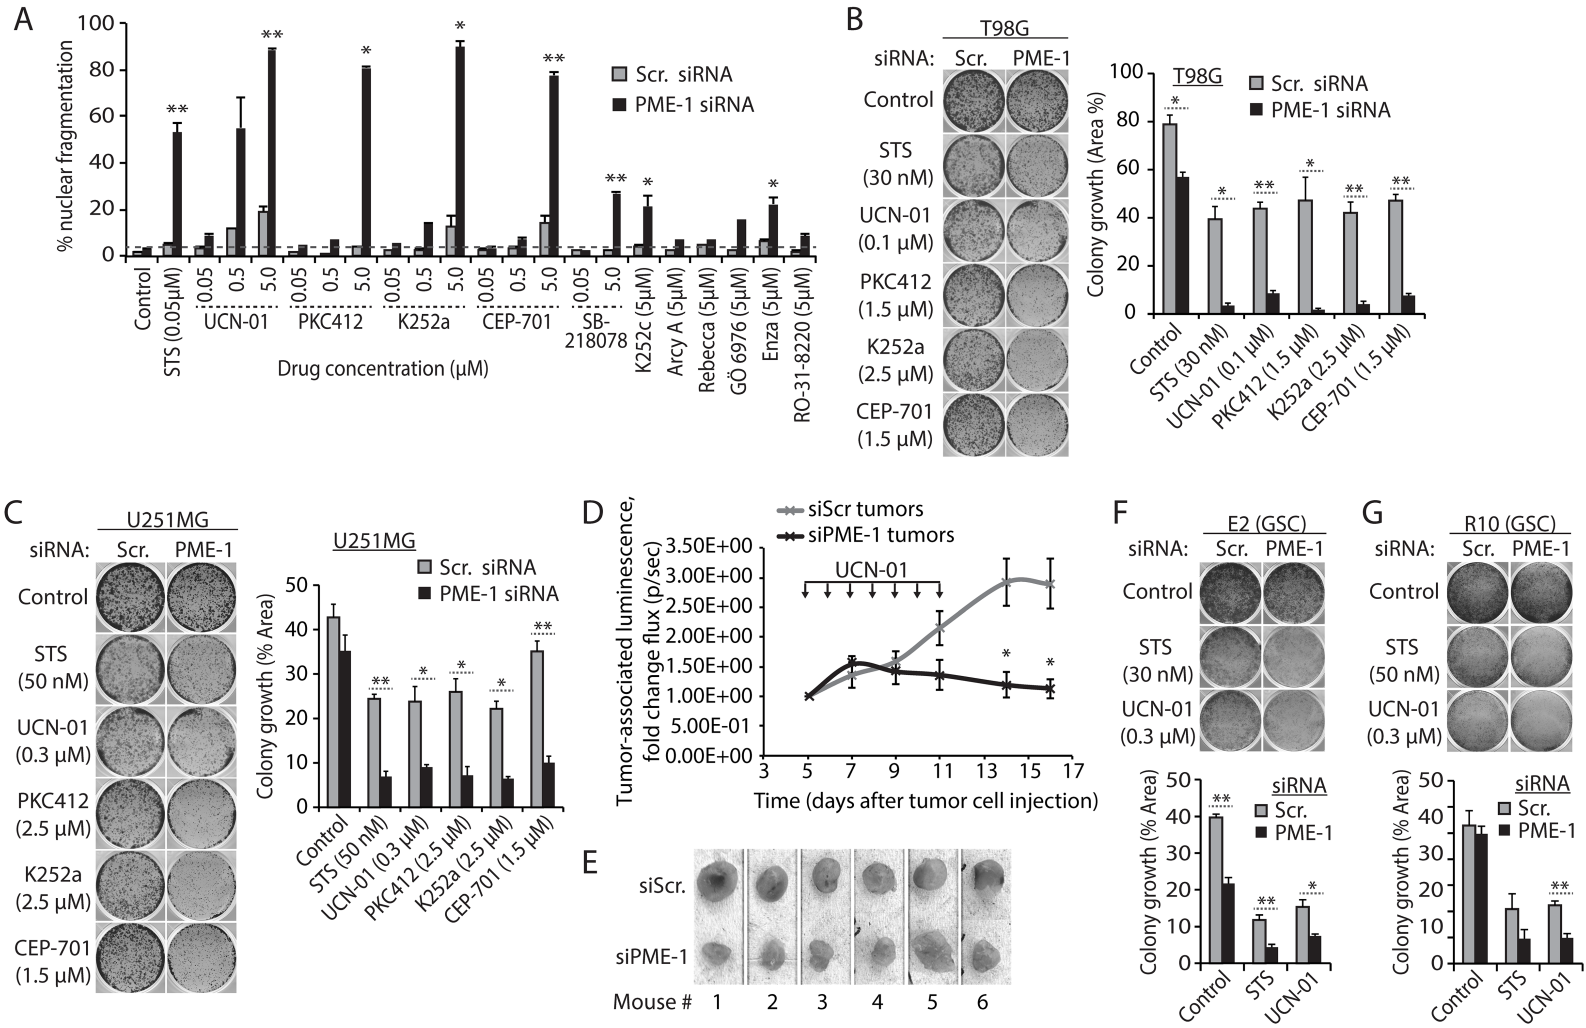 A
% nuclear fragmentation
100
80
60
40
20
0
** ** * * ** ** * *
Scr. siRNA
PME-1 siRNA
Control
STS (0.05µM)
0.05 0.5 5.0
UCN-01
0.05 0.5 5.0
PKC412
0.05 0.5 5.0
K252a
0.05 0.5 5.0
CEP-701
0.05 5.0
SB-
218078
K252c (5µM)
Arcy A (5µM)
Rebecca (5µM)
GÖ 6976 (5µM)
Enza (5µM)
RO-31-8220 (5µM)
Drug concentration (µM)
B
T98G
siRNA: Scr. PME-1
Control
STS
(30 nM)
UCN-01
(0.1 µM)
PKC412
(1.5 µM)
K252a
(2.5 µM)
CEP-701
(1.5 µM)
T98G
Scr. siRNA
PME-1 siRNA
Colony growth (Area %)
100
80
60
40
20
0
* * ** * ** **
Control
STS (30 nM)
UCN-01 (0.1 µM)
PKC412 (1.5 µM)
K252a (2.5 µM)
CEP-701 (1.5 µM)
C
U251MG
siRNA: Scr. PME-1
Control
STS
(50 nM)
UCN-01
(0.3 µM)
PKC412
(2.5 µM)
K252a
(2.5 µM)
CEP-701
(1.5 µM)
U251MG
Scr. siRNA
PME-1 siRNA
Colony growth (% Area)
50
40
30
20
10
0
** * * * **
Control
STS (50 nM)
UCN-01 (0.3 µM)
PKC412 (2.5 µM)
K252a (2.5 µM)
CEP-701 (1.5 µM)
D
siScr tumors
siPME-1 tumors
Tumor-associated luminescence,
fold change flux (p/sec)
3.50E+00
3.00E+00
2.50E+00
2.00E+00
1.50E+00
1.00E+00
5.00E-01
0.00E+00
UCN-01
* *
3 5 7 9 11 13 15 17
Time (days after tumor cell injection)
E
siScr.
siPME-1
Mouse # 1 2 3 4 5 6
F
E2 (GSC)
siRNA: Scr. PME-1
Control
STS
(30 nM)
UCN-01
(0.3 µM)
Colony growth (% Area)
50
40
30
20
10
0
siRNA
Scr.
PME-1
** ** *
Control
STS
UCN-01
G
R10 (GSC)
siRNA: Scr. PME-1
Control
STS
(50 nM)
UCN-01
(0.3 µM)
Colony growth (% Area)
50
40
30
20
10
0
siRNA
Scr.
PME-1
**
Control
STS
UCN-01